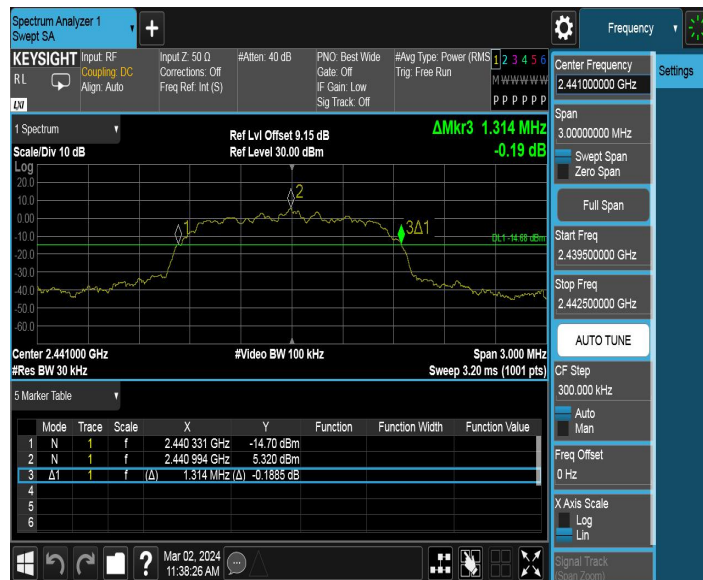 Spectrum Analyzer 1
Swept SA
Frequency
KEYSIGHT
RL
LXI
Input: RF
Coupling: DC
Align: Auto
Input Z: 50 Ω
Corrections: Off
Freq Ref: Int (S)
#Atten: 40 dB
PNO: Best Wide
Gate: Off
IF Gain: Low
Sig Track: Off
#Avg Type: Power (RMS
Trig: Free Run
1 2 3 4 5 6
M W W W W W
P P P P P P
1 Spectrum
Scale/Div 10 dB
Ref Lvl Offset 9.15 dB
Ref Level 30.00 dBm
ΔMkr3 1.314 MHz
-0.19 dB
Log
20.0
10.0
0.00
-10.0
-20.0
-30.0
-40.0
-50.0
-60.0
1
2
3Δ1
DL1 -14.68 dBm
Center 2.441000 GHz
#Res BW 30 kHz
#Video BW 100 kHz
Span 3.000 MHz
Sweep 3.20 ms (1001 pts)
5 Marker Table
Mode Trace Scale X Y Function Function Width Function Value
1 N 1 f 2.440 331 GHz -14.70 dBm
2 N 1 f 2.440 994 GHz 5.320 dBm
3 Δ1 1 f (Δ) 1.314 MHz (Δ) -0.1885 dB
4
5
6
Mar 02, 2024
11:38:26 AM
?
Settings
Center Frequency
2.441000000 GHz
Span
3.00000000 MHz
Swept Span
Zero Span
Full Span
Start Freq
2.439500000 GHz
Stop Freq
2.442500000 GHz
AUTO TUNE
CF Step
300.000 kHz
Auto
Man
Freq Offset
0 Hz
X Axis Scale
Log
Lin
Signal Track
(Span Zoom)